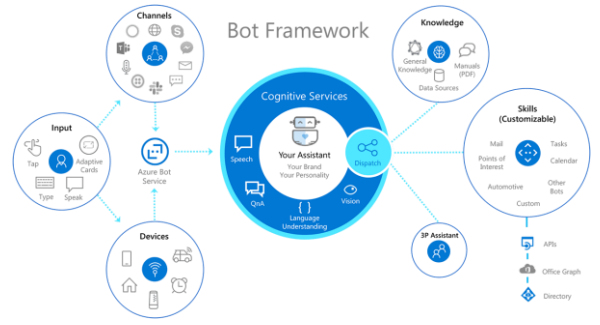 Bot Framework
Channels
Input
Tap
Adaptive
Cards
Type
Speak
Azure Bot
Service
Devices
Cognitive Services
Speech
Your Assistant
Your Brand
Your Personality
QnA
{ }
Language
Understanding
Vision
Dispatch
Knowledge
General
Knowledge
Manuals
(PDF)
Data Sources
Skills
(Customizable)
Mail
Tasks
Points of
Interest
Calendar
Automotive
Other
Bots
Custom
3P Assistant
APIs
Office Graph
Directory